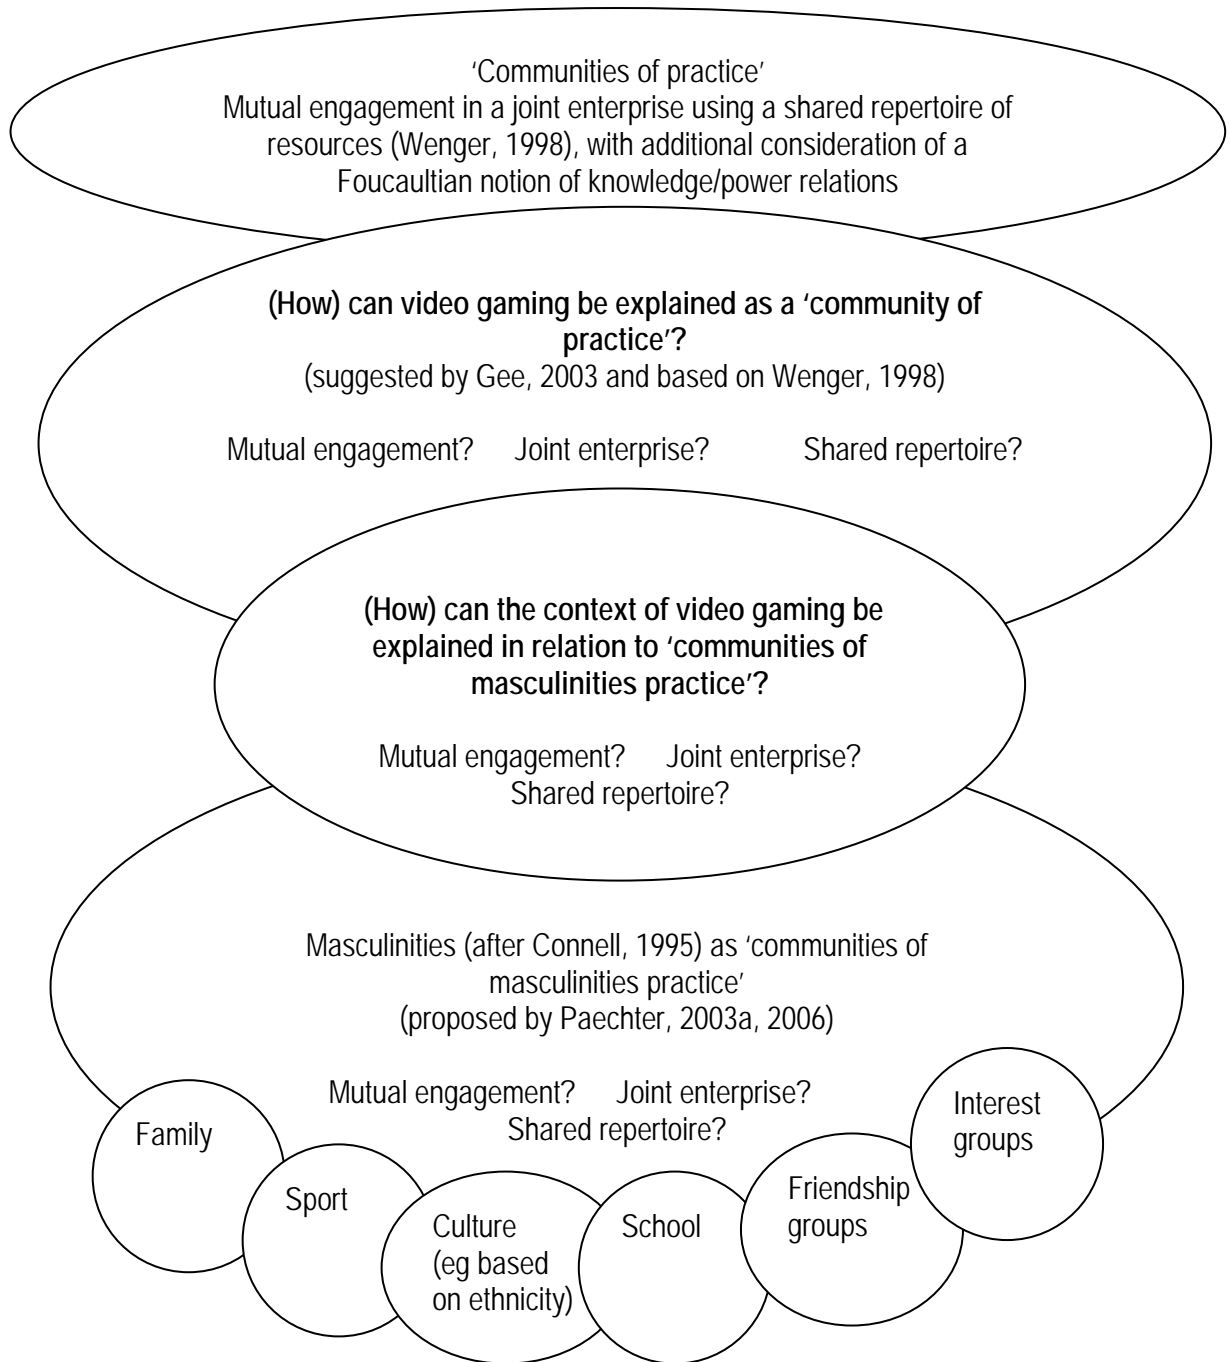 ‘Communities of practice’
Mutual engagement in a joint enterprise using a shared repertoire of
resources (Wenger, 1998), with additional consideration of a
Foucaultian notion of knowledge/power relations
(How) can video gaming be explained as a ‘community of
practice’?
(suggested by Gee, 2003 and based on Wenger, 1998)
Mutual engagement? Joint enterprise? Shared repertoire?
(How) can the context of video gaming be
explained in relation to ‘communities of
masculinities practice’?
Mutual engagement? Joint enterprise?
Shared repertoire?
Masculinities (after Connell, 1995) as ‘communities of
masculinities practice’
(proposed by Paechter, 2003a, 2006)
Mutual engagement? Joint enterprise?
Shared repertoire?
Family
Sport
Culture
(eg based
on ethnicity)
School
Friendship
groups
Interest
groups